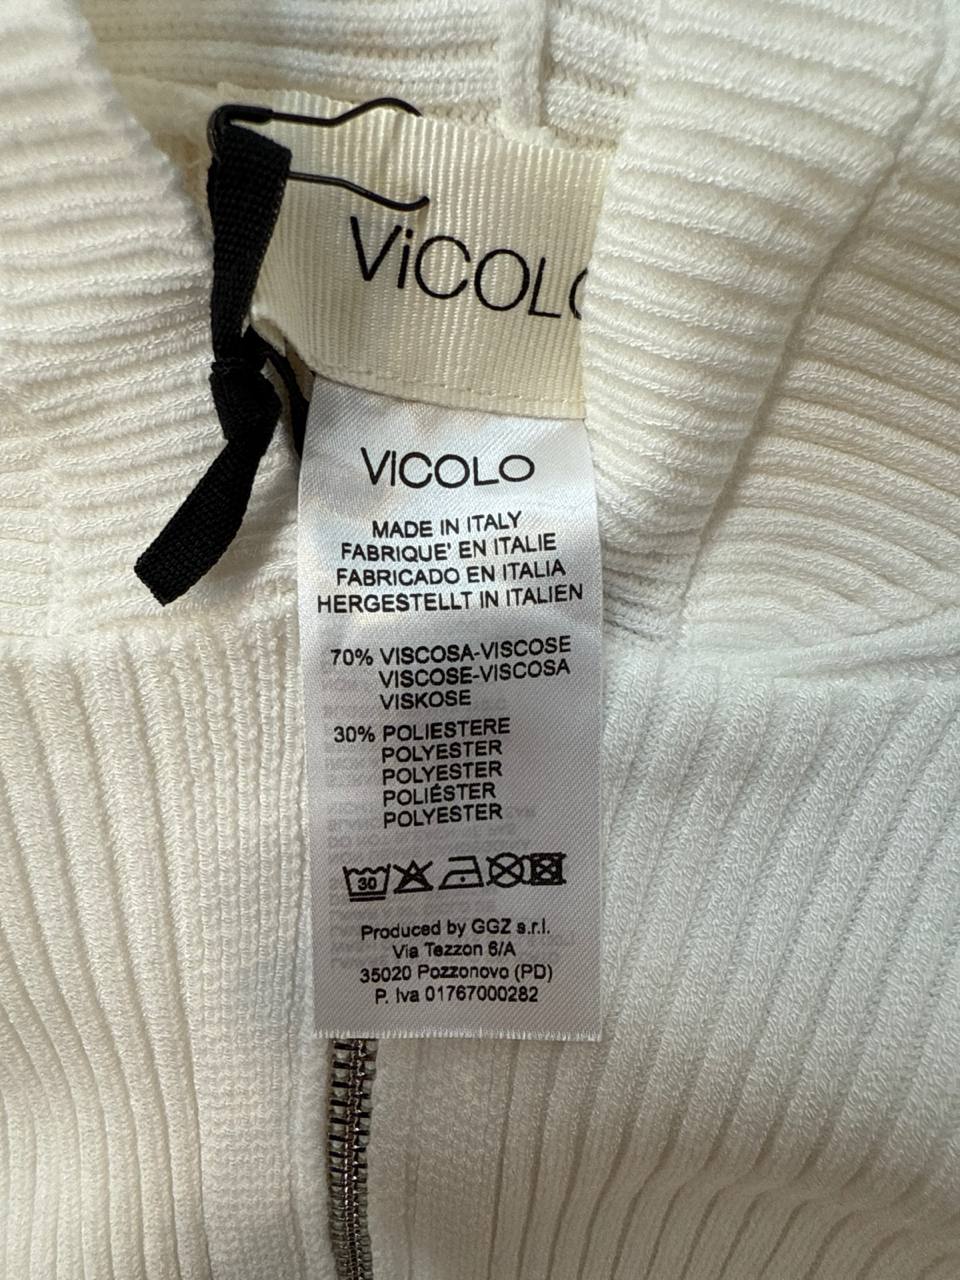 ViCOLO
VICOLO
MADE IN ITALY
FABRIQUE' EN ITALIE
FABRICADO EN ITALIA
HERGESTELLT IN ITALIEN
70% VISCOSA-VISCOSE
VISCOSE-VISCOSA
VISKOSE
30% POLIESTERE
POLYESTER
POLYESTER
POLIÉSTER
POLYESTER
30
Produced by GGZ s.r.l.
Via Tezzon 6/A
35020 Pozzonovo (PD)
P. Iva 01767000282